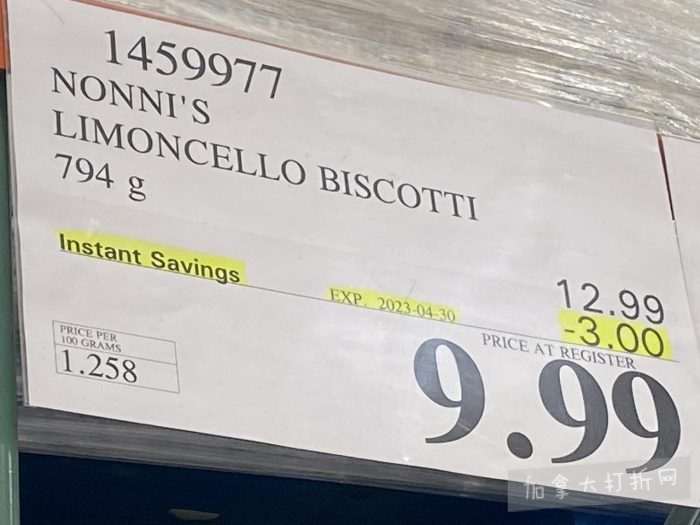 1459977
NONNI'S
LIMONCELLO BISCOTTI
794 g
Instant Savings
EXP. 2023-04-30
12.99
-3.00
PRICE AT REGISTER
9.99
PRICE PER
100 GRAMS
1.258
加拿大打折网